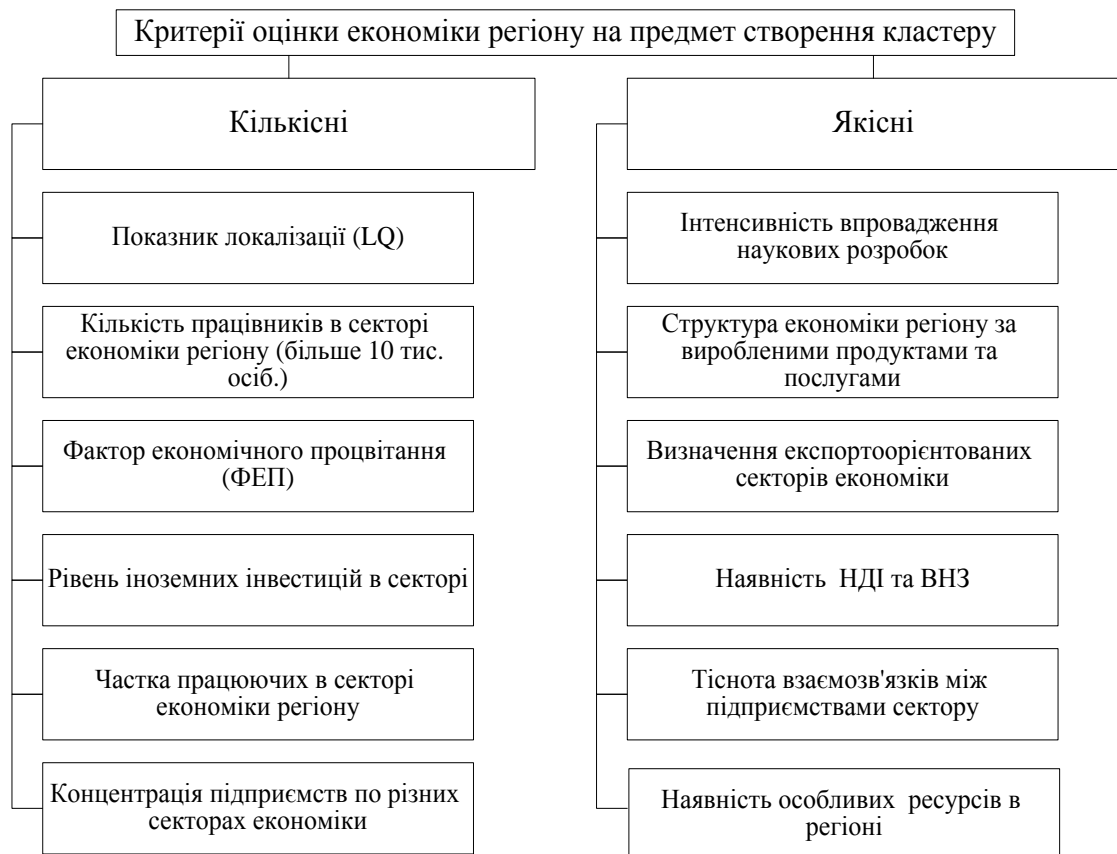 Критерії оцінки економіки регіону на предмет створення кластеру
Кількісні
Показник локалізації (LQ)
Кількість працівників в секторі
економіки регіону (більше 10 тис.
осіб.)
Фактор економічного процвітання
(ФЕП)
Рівень іноземних інвестицій в секторі
Частка працюючих в секторі
економіки регіону
Концентрація підприємств по різних
секторах економіки
Якісні
Інтенсивність впровадження
наукових розробок
Структура економіки регіону за
виробленими продуктами та
послугами
Визначення експортоорієнтованих
секторів економіки
Наявність НДІ та ВНЗ
Тіснота взаємозв'язків між
підприємствами сектору
Наявність особливих ресурсів в
регіоні